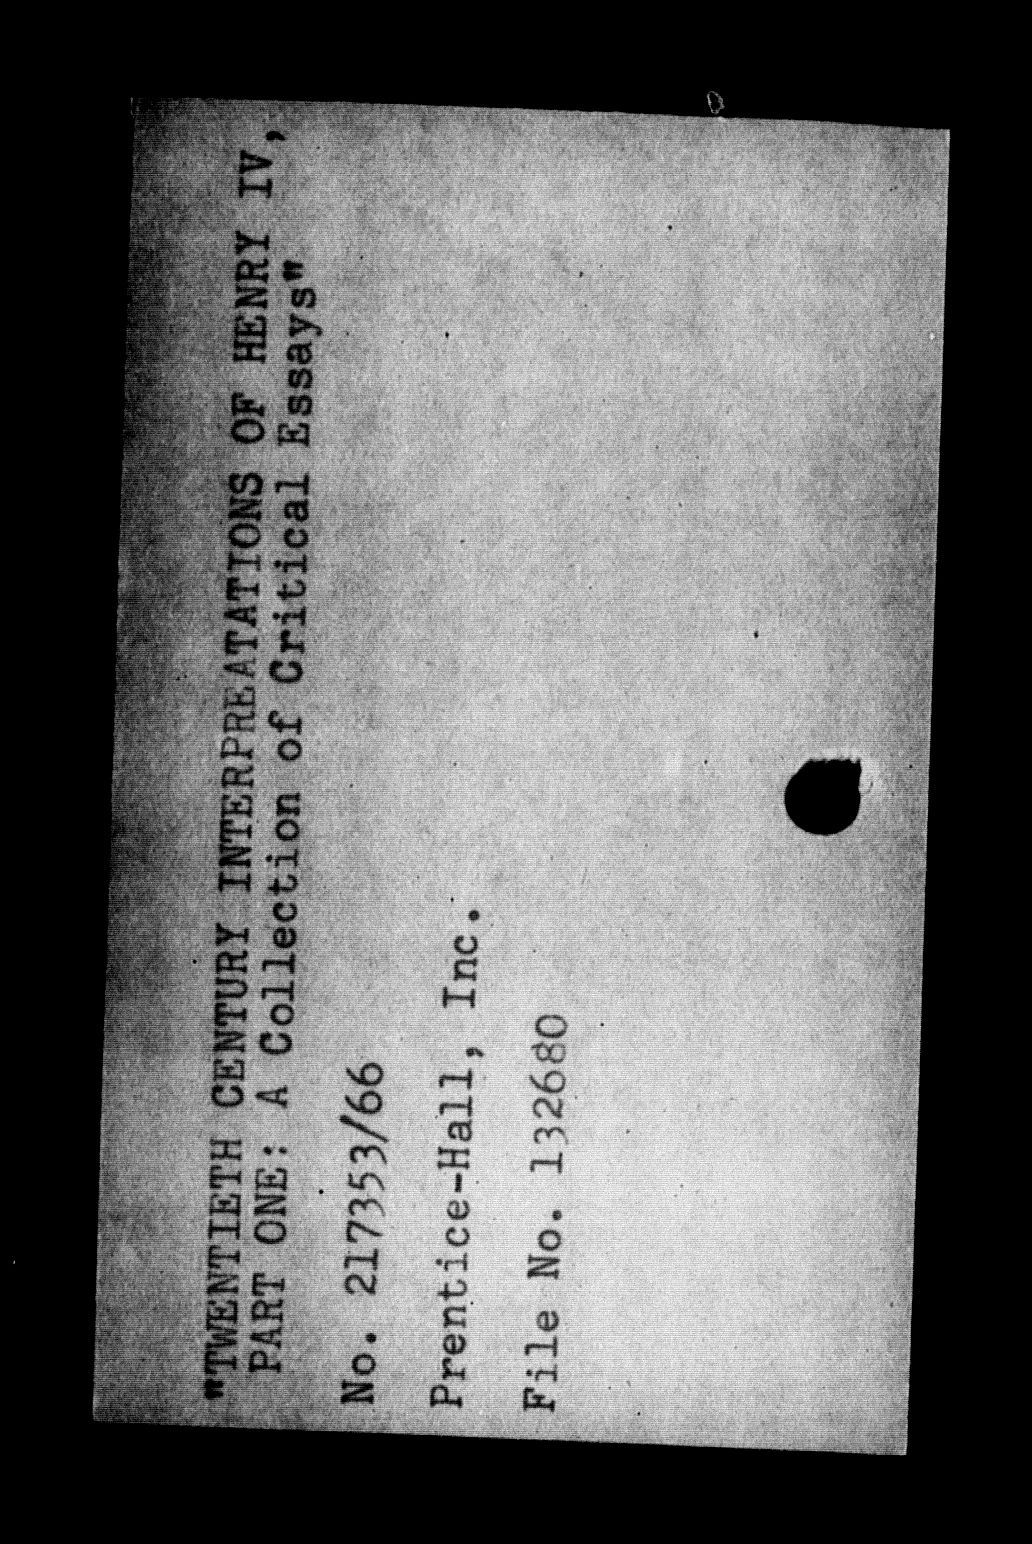 "TWENTIETH CENTURY INTERPREATATIONS OF HENRY IV,
PART ONE: A Collection of Critical Essays"
No. 217353/66
Prentice-Hall, Inc.
File No. 132680